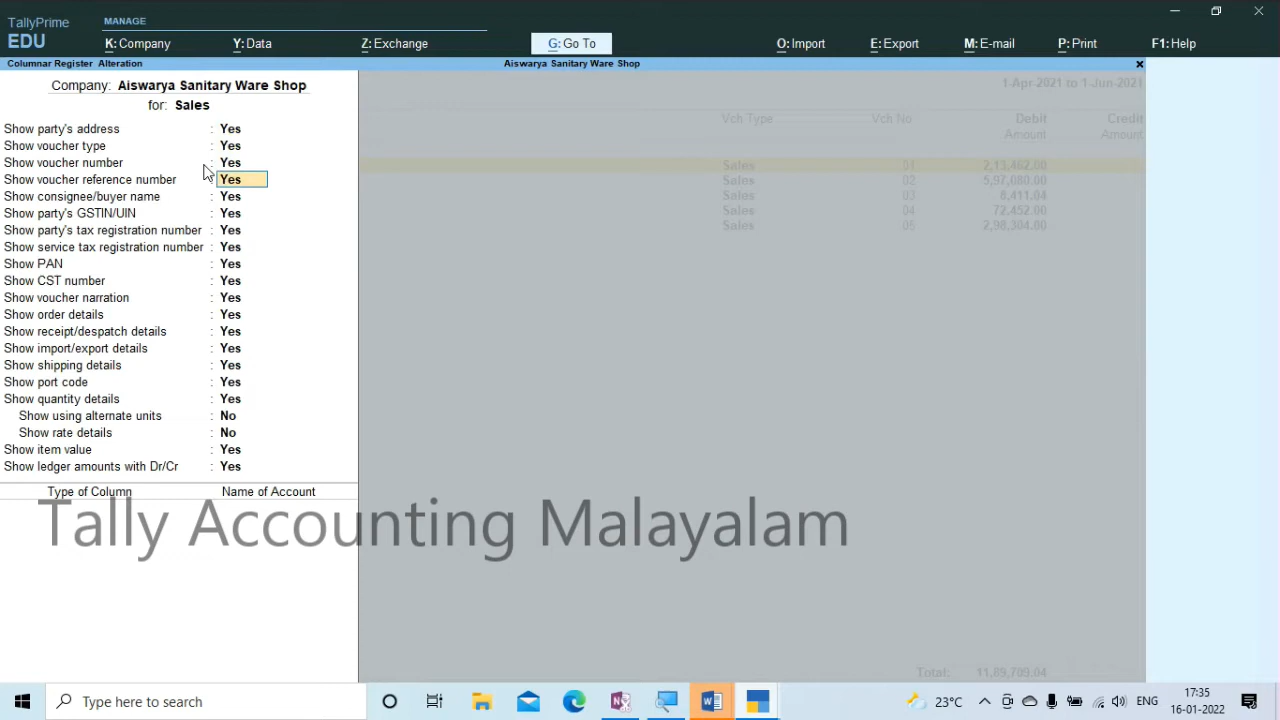 TallyPrime
MANAGE
EDU
K: Company
Y: Data
Z: Exchange
G: Go To
O: Import
E: Export
M: E-mail
P: Print
F1: Help
Columnar Register Alteration
Aiswarya Sanitary Ware Shop
Company: Aiswarya Sanitary Ware Shop
for: Sales
1-Apr-2021 to 1-Jun-2021
Vch Type Vch No Debit Credit
Amount Amount
Show party's address : Yes
Show voucher type : Yes
Show voucher number : Yes
Show voucher reference number : Yes
Show consignee/buyer name : Yes
Show party's GSTIN/UIN : Yes
Show party's tax registration number : Yes
Show service tax registration number : Yes
Show PAN : Yes
Show CST number : Yes
Show voucher narration : Yes
Show order details : Yes
Show receipt/despatch details : Yes
Show import/export details : Yes
Show shipping details : Yes
Show port code : Yes
Show quantity details : Yes
Show using alternate units : No
Show rate details : No
Show item value : Yes
Show ledger amounts with Dr/Cr : Yes
Type of Column Name of Account
Sales 01 2,13,462.00
Sales 02 5,97,080.00
Sales 03 8,411.04
Sales 04 72,452.00
Sales 05 2,98,304.00
Total: 11,89,709.04
Tally Accounting Malayalam
Type here to search
23°C
ENG
17:35
16-01-2022